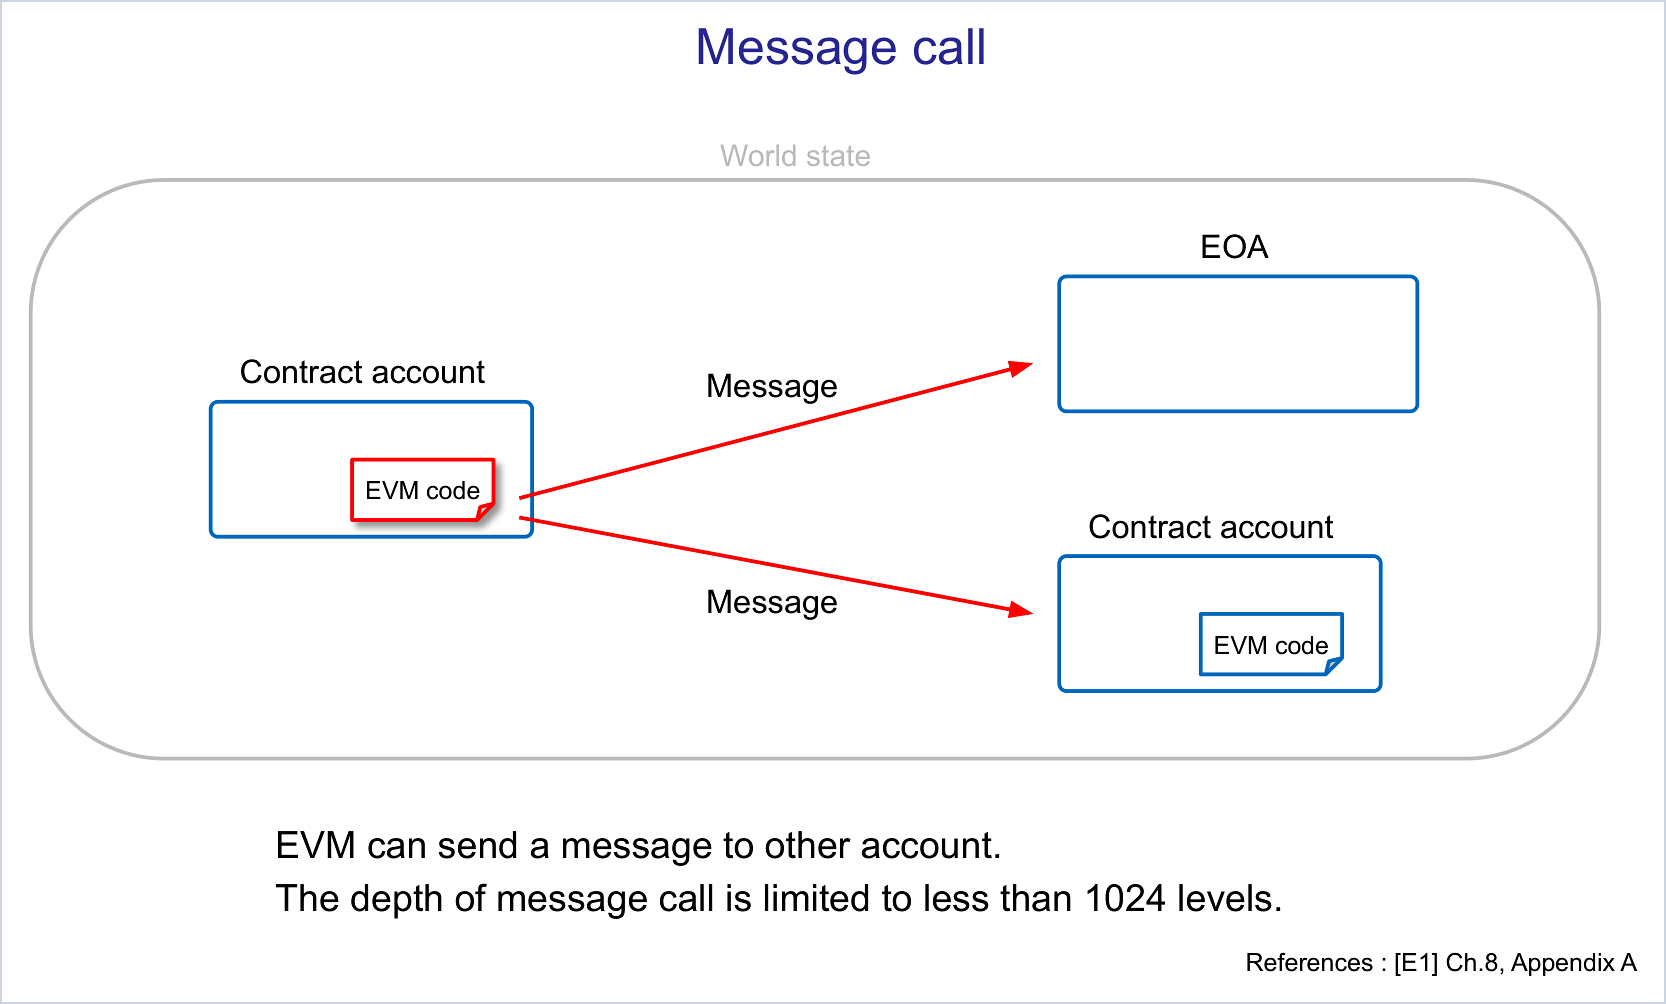 Message call
World state
EOA
Contract account
Message
EVM code
Contract account
Message
EVM code
EVM can send a message to other account.
The depth of message call is limited to less than 1024 levels.
References : [E1] Ch.8, Appendix A